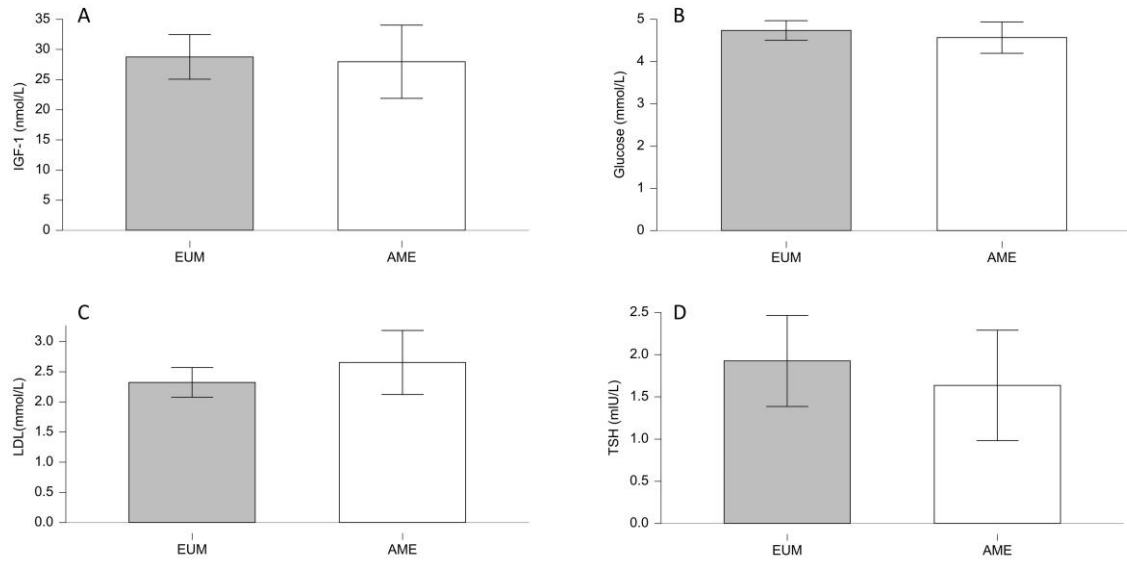 A
IGF-1 (nmol/L)
35
30
25
20
15
10
5
0
EUM
AME
B
Glucose (mmol/L)
5
4
3
2
1
0
EUM
AME
C
LDL(mmol/L)
3.0
2.5
2.0
1.5
1.0
0.5
0.0
EUM
AME
D
TSH (mIU/L)
2.5
2.0
1.5
1.0
0.5
0.0
EUM
AME